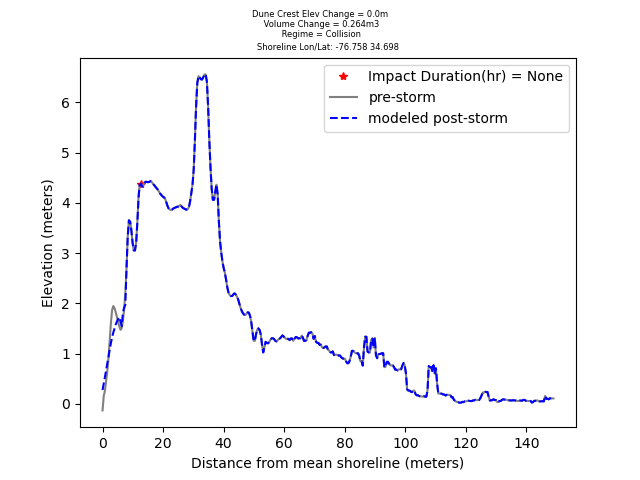 Dune Crest Elev Change = 0.0m
Volume Change = 0.264m3
Regime = Collision
Shoreline Lon/Lat: -76.758 34.698
Impact Duration(hr) = None
pre-storm
modeled post-storm
Elevation (meters)
6
5
4
3
2
1
0
0 20 40 60 80 100 120 140
Distance from mean shoreline (meters)